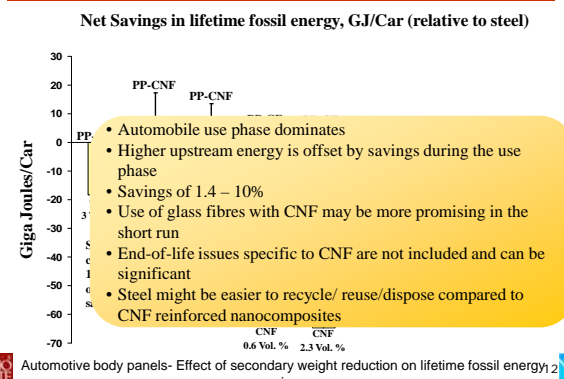 Net Savings in lifetime fossil energy, GJ/Car (relative to steel)
30
20
10
0
-10
-20
-30
-40
-50
-60
-70
Giga Joules/Car
PP-CNF
PP-CNF
• Automobile use phase dominates
• Higher upstream energy is offset by savings during the use
phase
• Savings of 1.4 – 10%
• Use of glass fibres with CNF may be more promising in the
short run
• End-of-life issues specific to CNF are not included and can be
significant
• Steel might be easier to recycle/ reuse/dispose compared to
CNF reinforced nanocomposites
CNF
0.6 Vol. %
CNF
2.3 Vol. %
Automotive body panels- Effect of secondary weight reduction on lifetime fossil energy
12